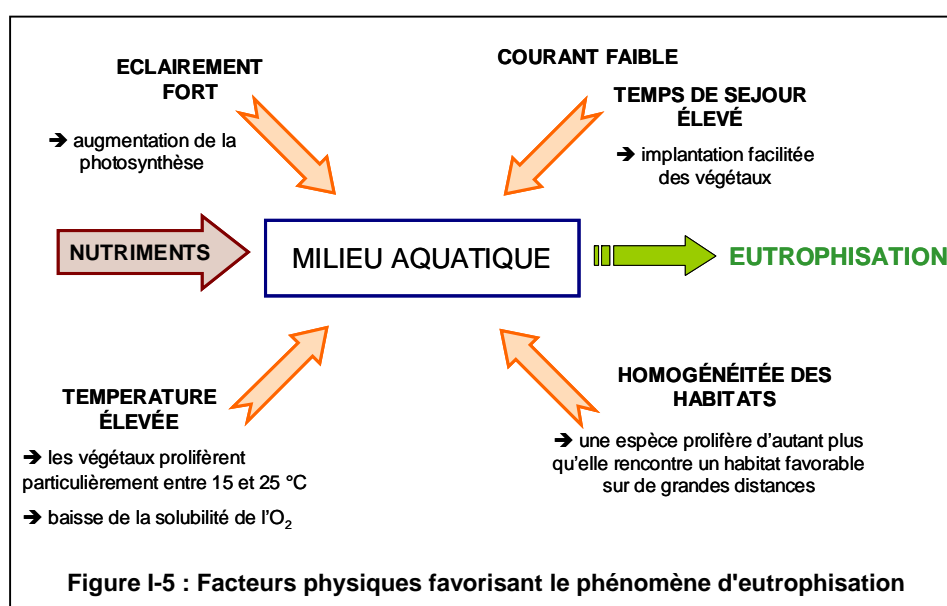 ECLAIREMENT
FORT
➔ augmentation de la
photosynthèse
COURANT FAIBLE
TEMPS DE SEJOUR
ÉLEVÉ
➔ implantation facilitée
des végétaux
NUTRIMENTS
MILIEU AQUATIQUE
EUTROPHISATION
TEMPERATURE
ÉLEVÉE
➔ les végétaux prolifèrent
particulièrement entre 15 et 25 °C
➔ baisse de la solubilité de l'O₂
HOMOGÉNÉITÉE DES
HABITATS
➔ une espèce prolifère d'autant plus
qu'elle rencontre un habitat favorable
sur de grandes distances
Figure I-5 : Facteurs physiques favorisant le phénomène d'eutrophisation